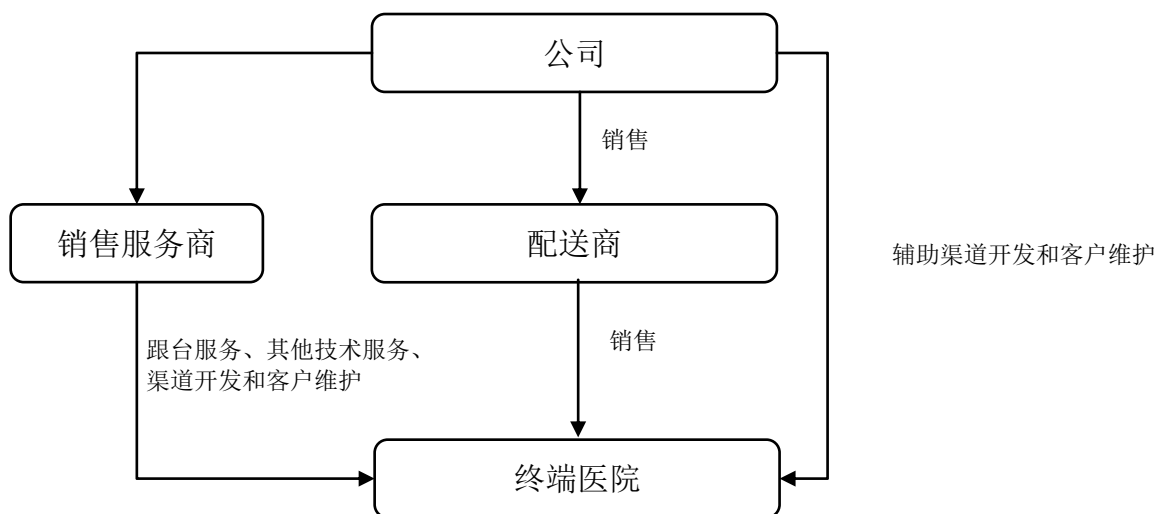 公司
销售
销售服务商
配送商
辅助渠道开发和客户维护
跟台服务、其他技术服务、
渠道开发和客户维护
销售
终端医院